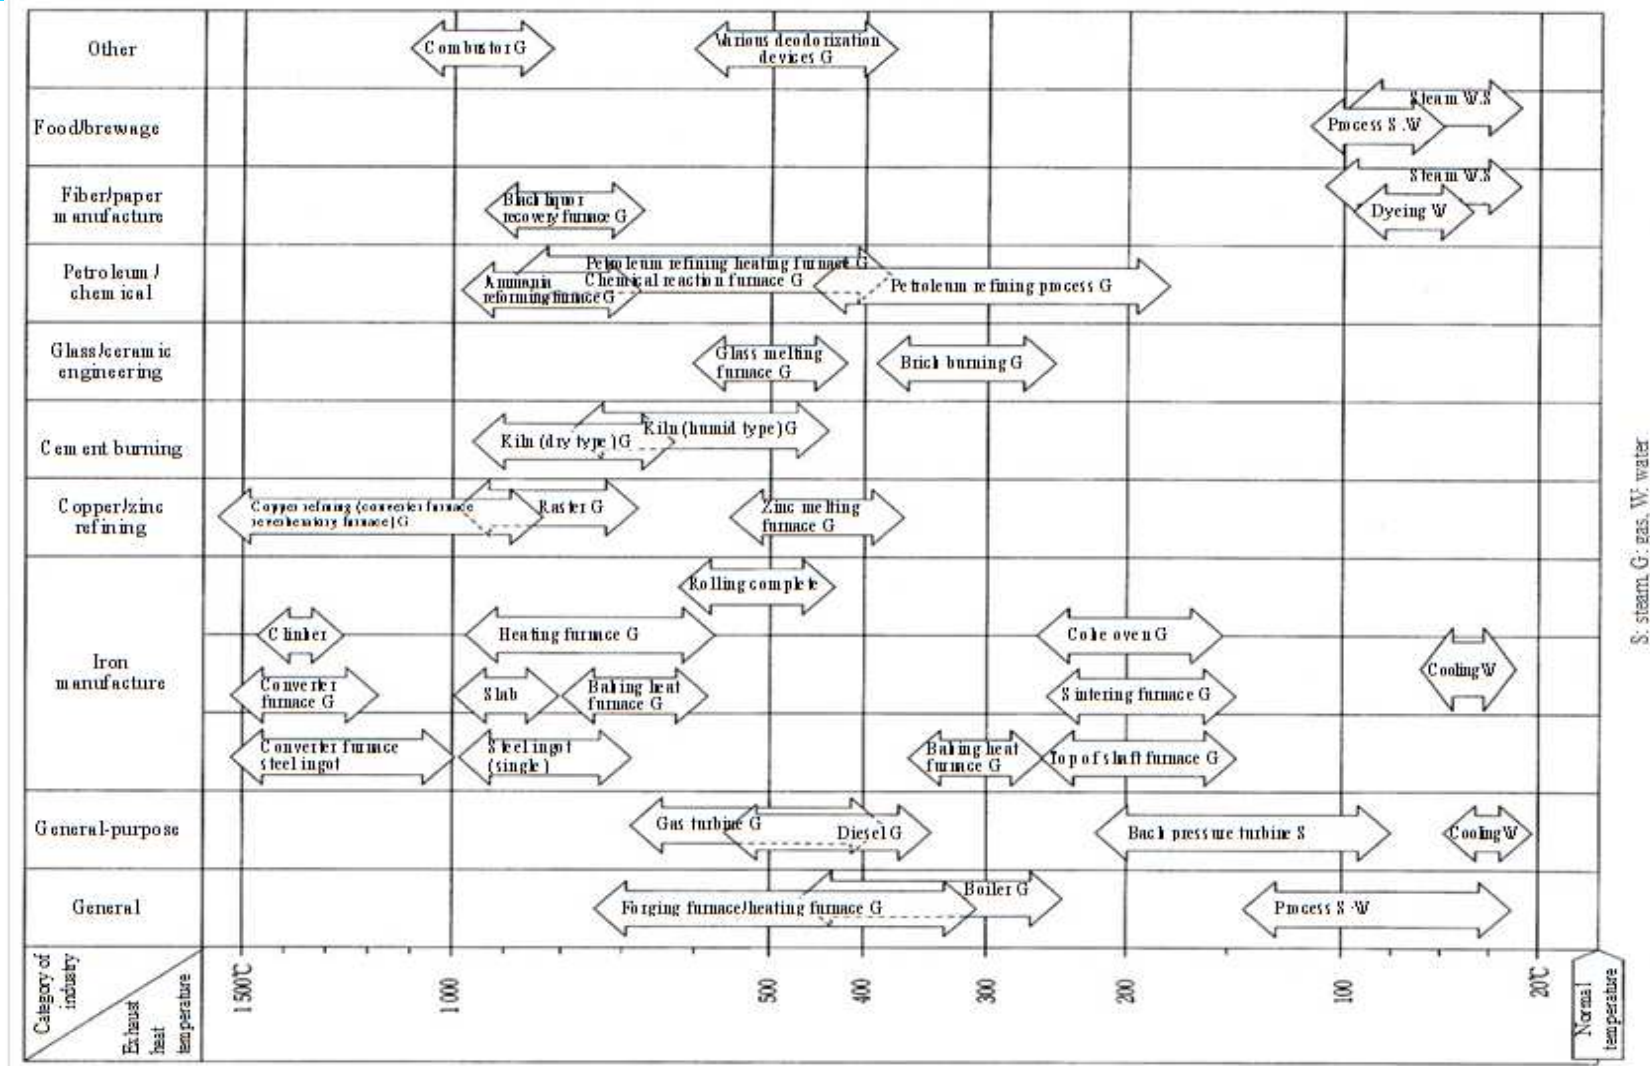 Other
Combustor G
Various deodorization
devices G
Food/brewage
Steam W.S
Process S .W
Fiber/paper
manufacture
Black liquor
recovery furnace G
Steam W.S
Dyeing W
Petroleum /
chemical
Ammonia
reforming furnace G
Petroleum refining heating furnace G
Chemical reaction furnace G
Petroleum refining process G
Glass/ceramic
engineering
Glass melting
furnace G
Brick burning G
Cement burning
Kiln (dry type) G
Kiln (humid type) G
Copper/zinc
refining
Copper refining (converter furnace
reverberatory furnace) G
Raster G
Zinc melting
furnace G
Iron
manufacture
Rolling complete
Clinker
Heating furnace G
Coke oven G
Cooling W
Converter
furnace G
Slab
Baking heat
furnace G
Sintering furnace G
Converter furnace
steel ingot
Steel ingot
(single)
Baking heat
furnace G
Top of shaft furnace G
General-purpose
Gas turbine G
Diesel G
Back pressure turbine S
Cooling W
General
Forging furnace/heating furnace G
Boiler G
Process S ·W
Category of
industry
Exhaust
heat
temperature
1500℃
1000
500
400
300
200
100
20℃
Normal
temperature
S: steam, G: gas, W: water